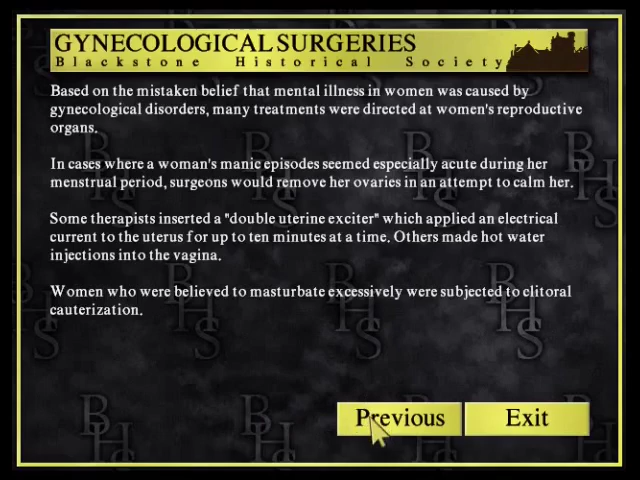 GYNECOLOGICAL SURGERIES
Blackstone Historical Society
Based on the mistaken belief that mental illness in women was caused by
gynecological disorders, many treatments were directed at women's reproductive
organs.
In cases where a woman's manic episodes seemed especially acute during her
menstrual period, surgeons would remove her ovaries in an attempt to calm her.
Some therapists inserted a "double uterine exciter" which applied an electrical
current to the uterus for up to ten minutes at a time. Others made hot water
injections into the vagina.
Women who were believed to masturbate excessively were subjected to clitoral
cauterization.
Previous Exit